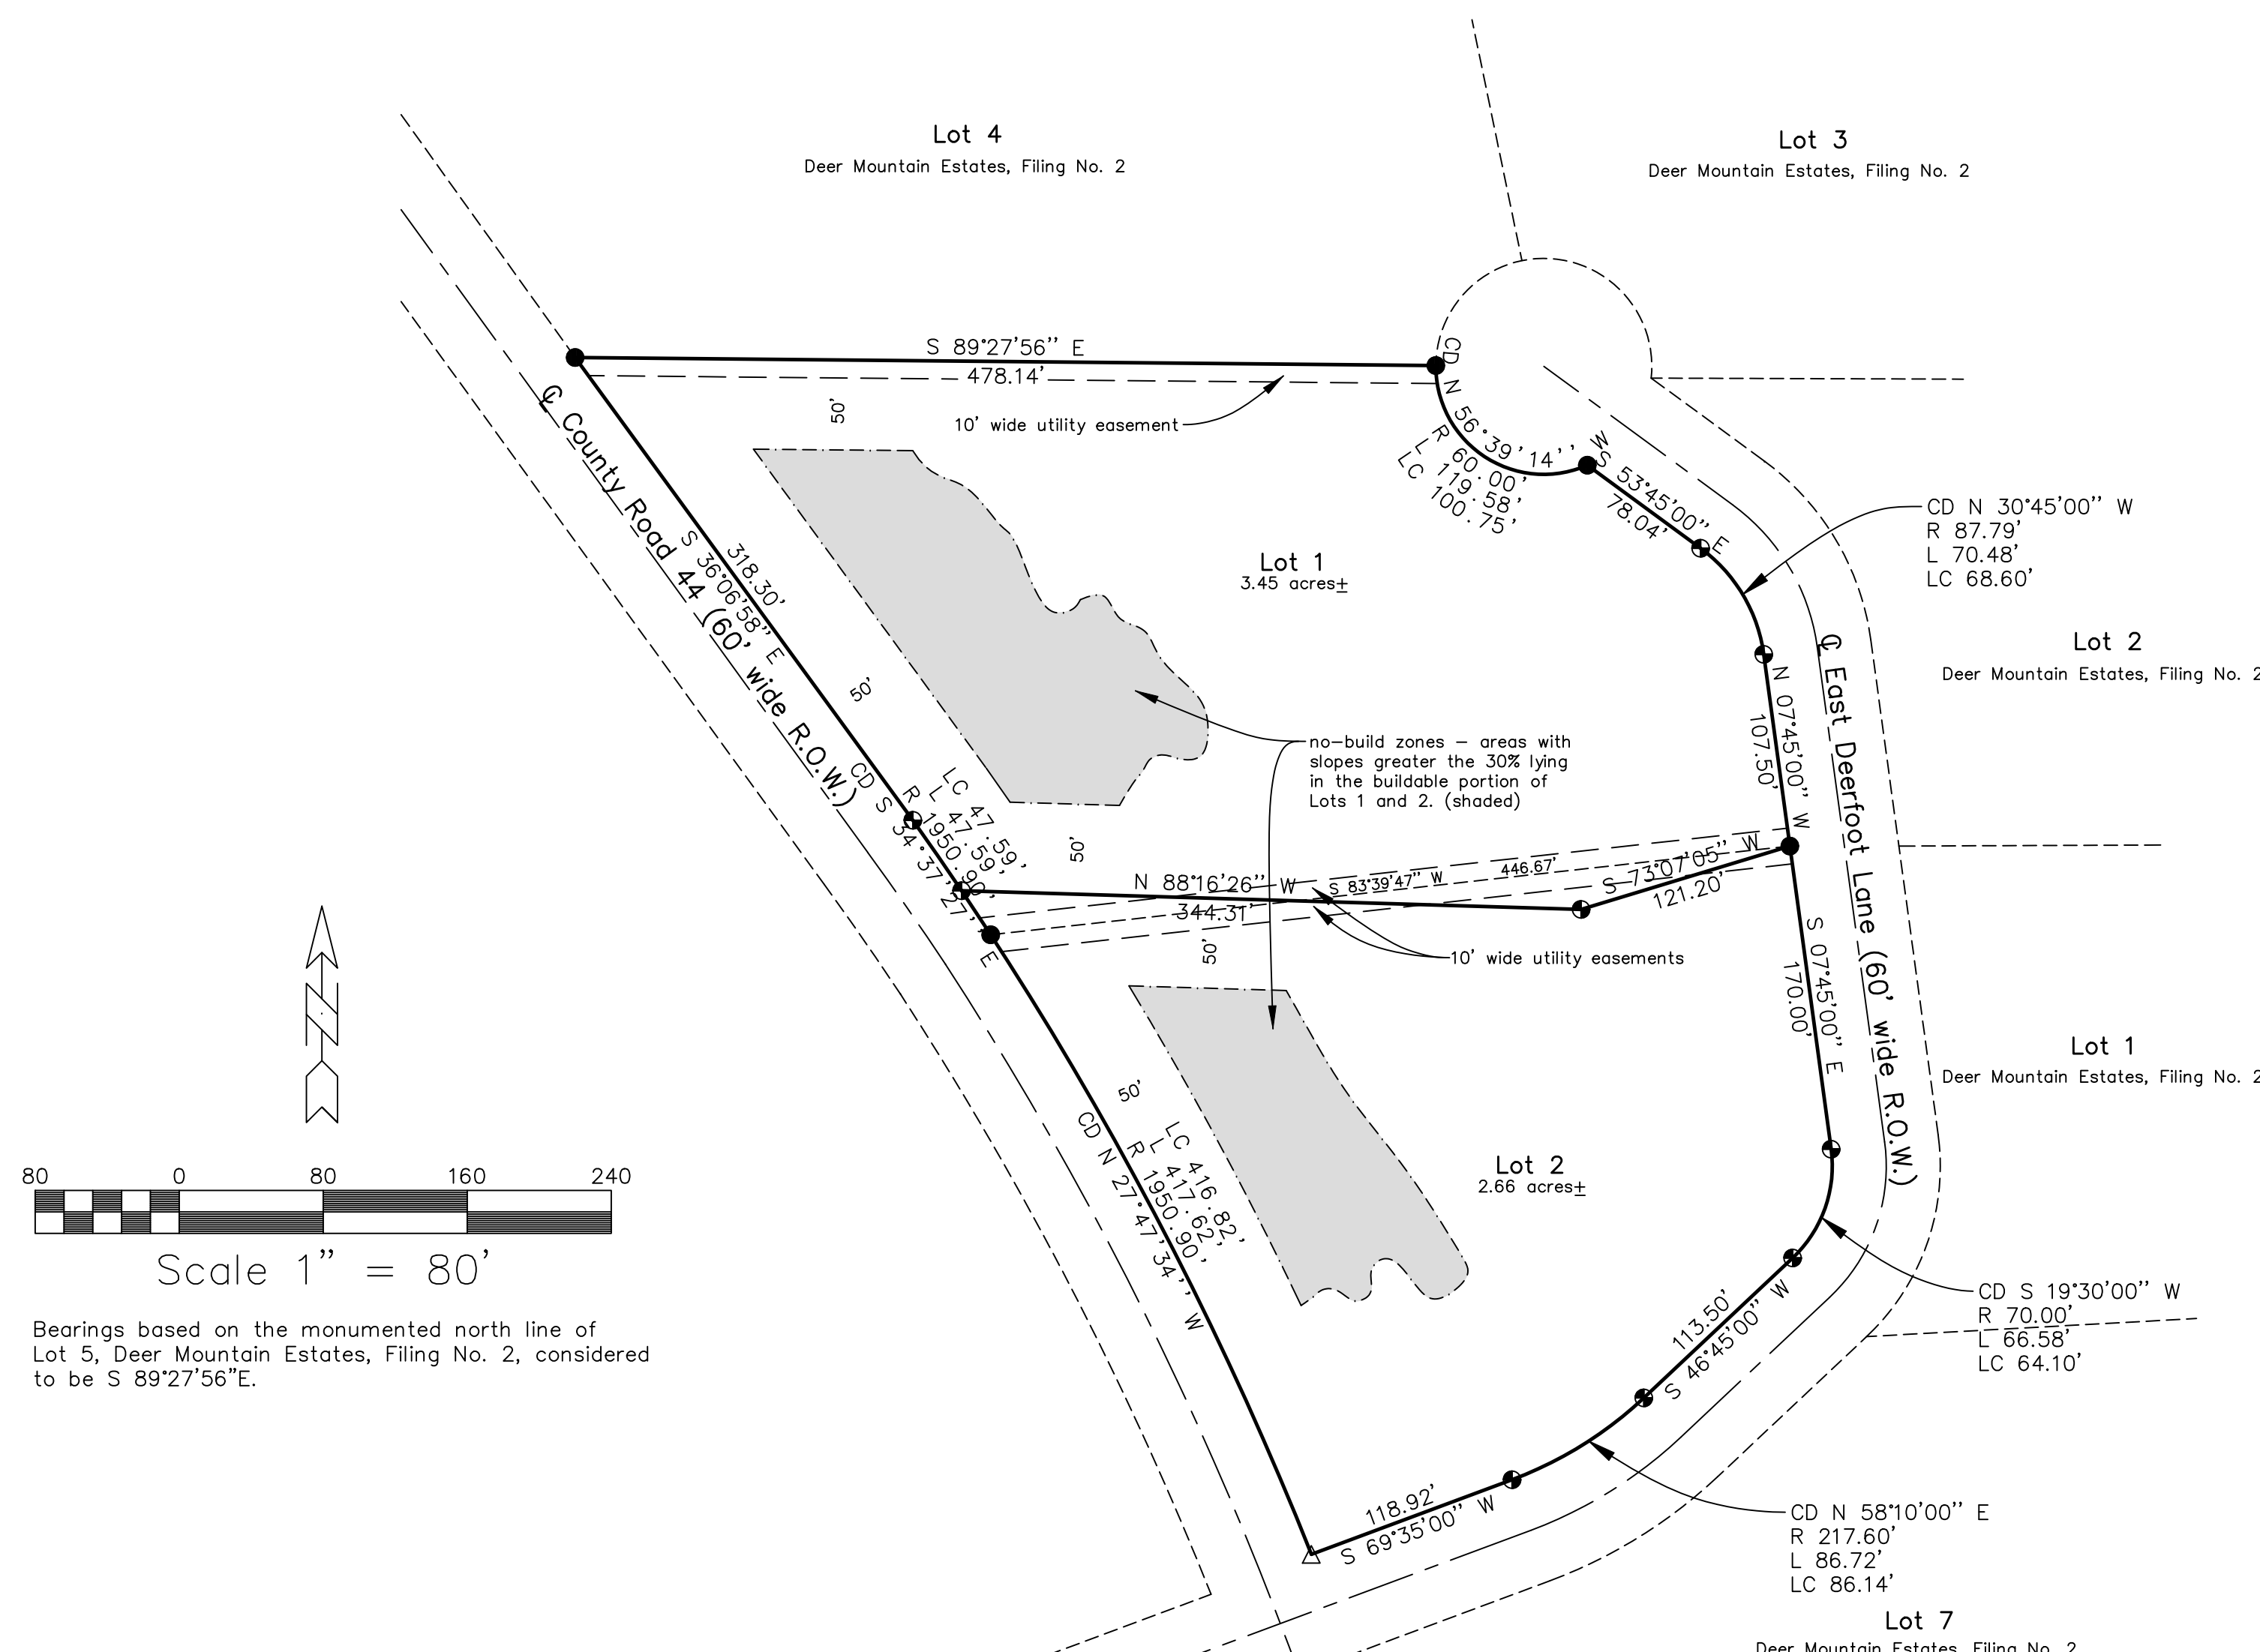 Lot 4
Deer Mountain Estates, Filing No. 2
Lot 3
Deer Mountain Estates, Filing No. 2
S 89°27'56" E
478.14'
10' wide utility easement
50'
CD N 56°39'14" W
R 60.00'
L 119.58'
LC 100.75'
S 53°45'00" E
78.04'
CD N 30°45'00" W
R 87.79'
L 70.48'
LC 68.60'
℄ County Road 44 (60' wide R.O.W.)
318.30'
S 36°06'58" E
50'
Lot 1
3.45 acres±
Lot 2
Deer Mountain Estates, Filing No. 2
N 07°45'00" W
107.50'
℄ East Deerfoot Lane (60' wide R.O.W.)
no-build zones - areas with
slopes greater the 30% lying
in the buildable portion of
Lots 1 and 2. (shaded)
LC 47.59'
L 47.59'
R 1950.90'
CD S 34°37'27" E
50'
N 88°16'26" W
344.31'
S 83°39'47" W
446.67'
S 73°07'05" W
121.20'
50'
10' wide utility easements
S 07°45'00" E
170.00'
Lot 1
Deer Mountain Estates, Filing No. 2
50'
LC 416.82'
L 417.62'
R 1950.90'
CD N 27°47'34" W
Lot 2
2.66 acres±
80 0 80 160 240
Scale 1" = 80'
Bearings based on the monumented north line of
Lot 5, Deer Mountain Estates, Filing No. 2, considered
to be S 89°27'56"E.
CD S 19°30'00" W
R 70.00'
L 66.58'
LC 64.10'
113.50'
S 46°45'00" W
118.92'
S 69°35'00" W
CD N 58°10'00" E
R 217.60'
L 86.72'
LC 86.14'
Lot 7
Deer Mountain Estates, Filing No. 2
N